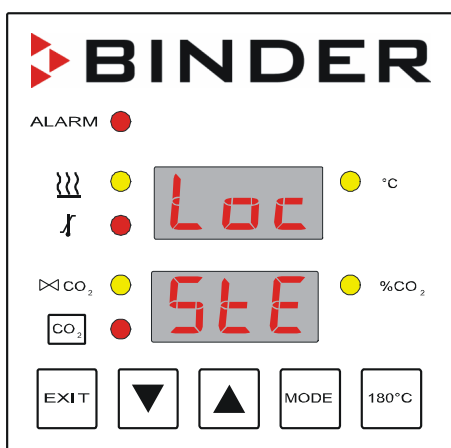 BINDER
ALARM
Loc °C
CO₂ StE %CO₂
CO₂
EXIT MODE 180°C